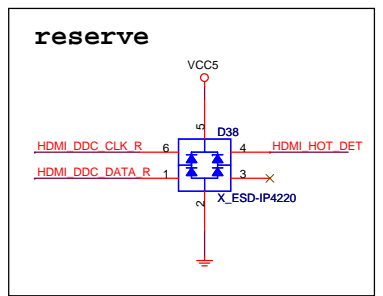 reserve
VCC5
5
D38
HDMI_DDC_CLK_R 6 4 HDMI_HOT_DET
HDMI_DDC_DATA_R 1 3
2
X_ESD-IP4220